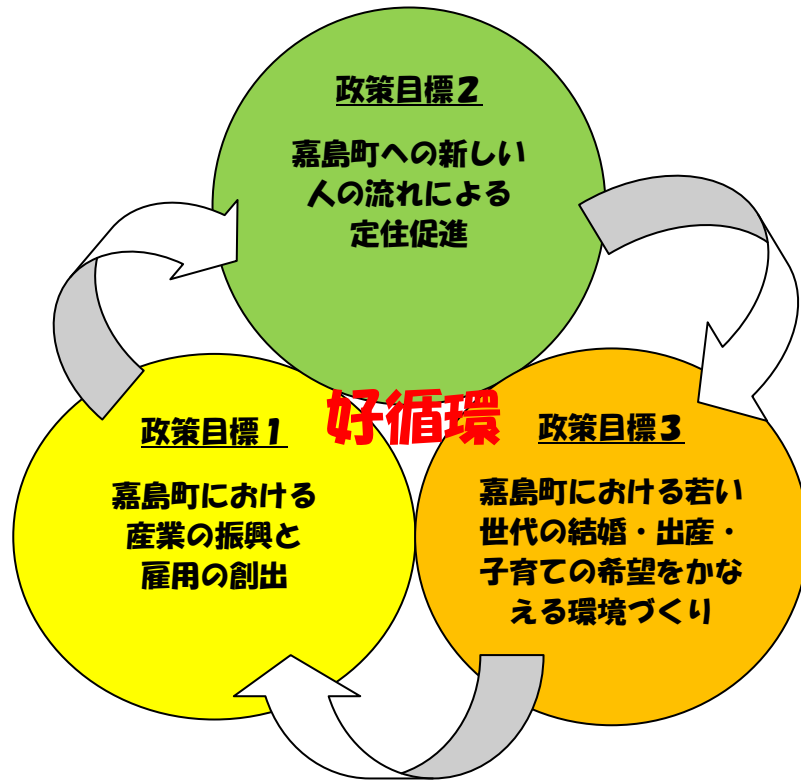 政策目標2
嘉島町への新しい
人の流れによる
定住促進
好循環
政策目標1
嘉島町における
産業の振興と
雇用の創出
政策目標3
嘉島町における若い
世代の結婚・出産・
子育ての希望をかな
える環境づくり